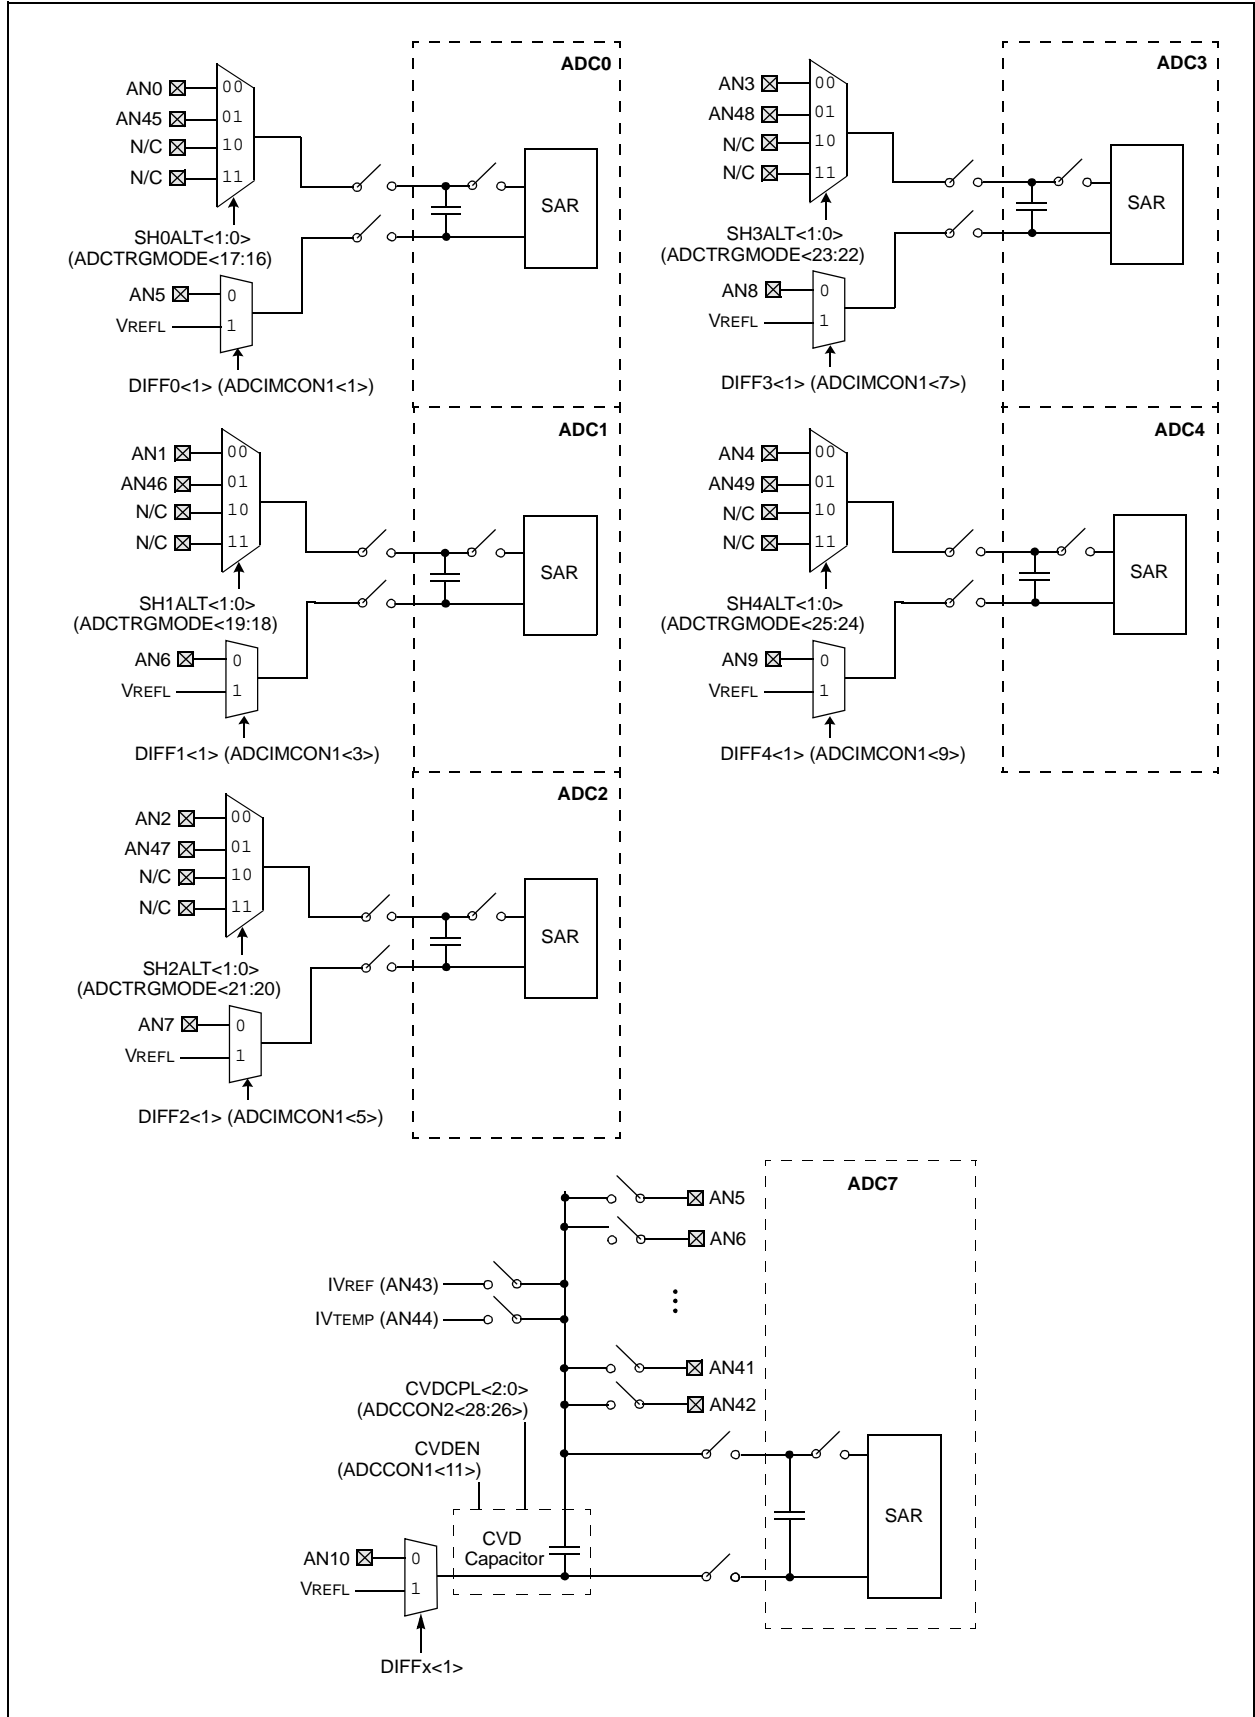 ADC0
AN0
00
AN45
01
N/C
10
N/C
11
SAR
SH0ALT<1:0>
(ADCTRGMODE<17:16)
AN5
0
VREFL
1
DIFF0<1> (ADCIMCON1<1>)
ADC3
AN3
00
AN48
01
N/C
10
N/C
11
SAR
SH3ALT<1:0>
(ADCTRGMODE<23:22)
AN8
0
VREFL
1
DIFF3<1> (ADCIMCON1<7>)
ADC1
AN1
00
AN46
01
N/C
10
N/C
11
SAR
SH1ALT<1:0>
(ADCTRGMODE<19:18)
AN6
0
VREFL
1
DIFF1<1> (ADCIMCON1<3>)
ADC4
AN4
00
AN49
01
N/C
10
N/C
11
SAR
SH4ALT<1:0>
(ADCTRGMODE<25:24)
AN9
0
VREFL
1
DIFF4<1> (ADCIMCON1<9>)
ADC2
AN2
00
AN47
01
N/C
10
N/C
11
SAR
SH2ALT<1:0>
(ADCTRGMODE<21:20)
AN7
0
VREFL
1
DIFF2<1> (ADCIMCON1<5>)
ADC7
AN5
AN6
IVREF (AN43)
IVTEMP (AN44)
AN41
AN42
CVDCPL<2:0>
(ADCCON2<28:26>)
CVDEN
(ADCCON1<11>)
SAR
CVD
Capacitor
AN10
0
VREFL
1
DIFFx<1>